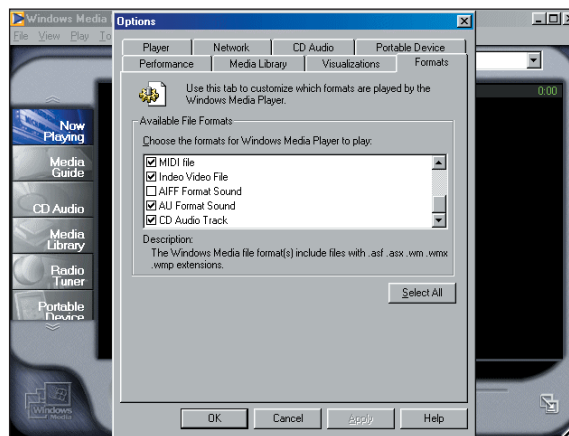 Windows Media
Options
File View Play To
Player Network CD Audio Portable Device
Performance Media Library Visualizations Formats
Use this tab to customize which formats are played by the
Windows Media Player.
Available File Formats
Choose the formats for Windows Media Player to play:
MIDI file
Indeo Video File
AIFF Format Sound
AU Format Sound
CD Audio Track
Description:
The Windows Media file format(s) include files with .asf .asx .wm .wmx
.wmp extensions.
Select All
OK Cancel Apply Help
0:00
Now
Playing
Media
Guide
CD Audio
Media
Library
Radio
Tuner
Portable
Device
Windows
Media